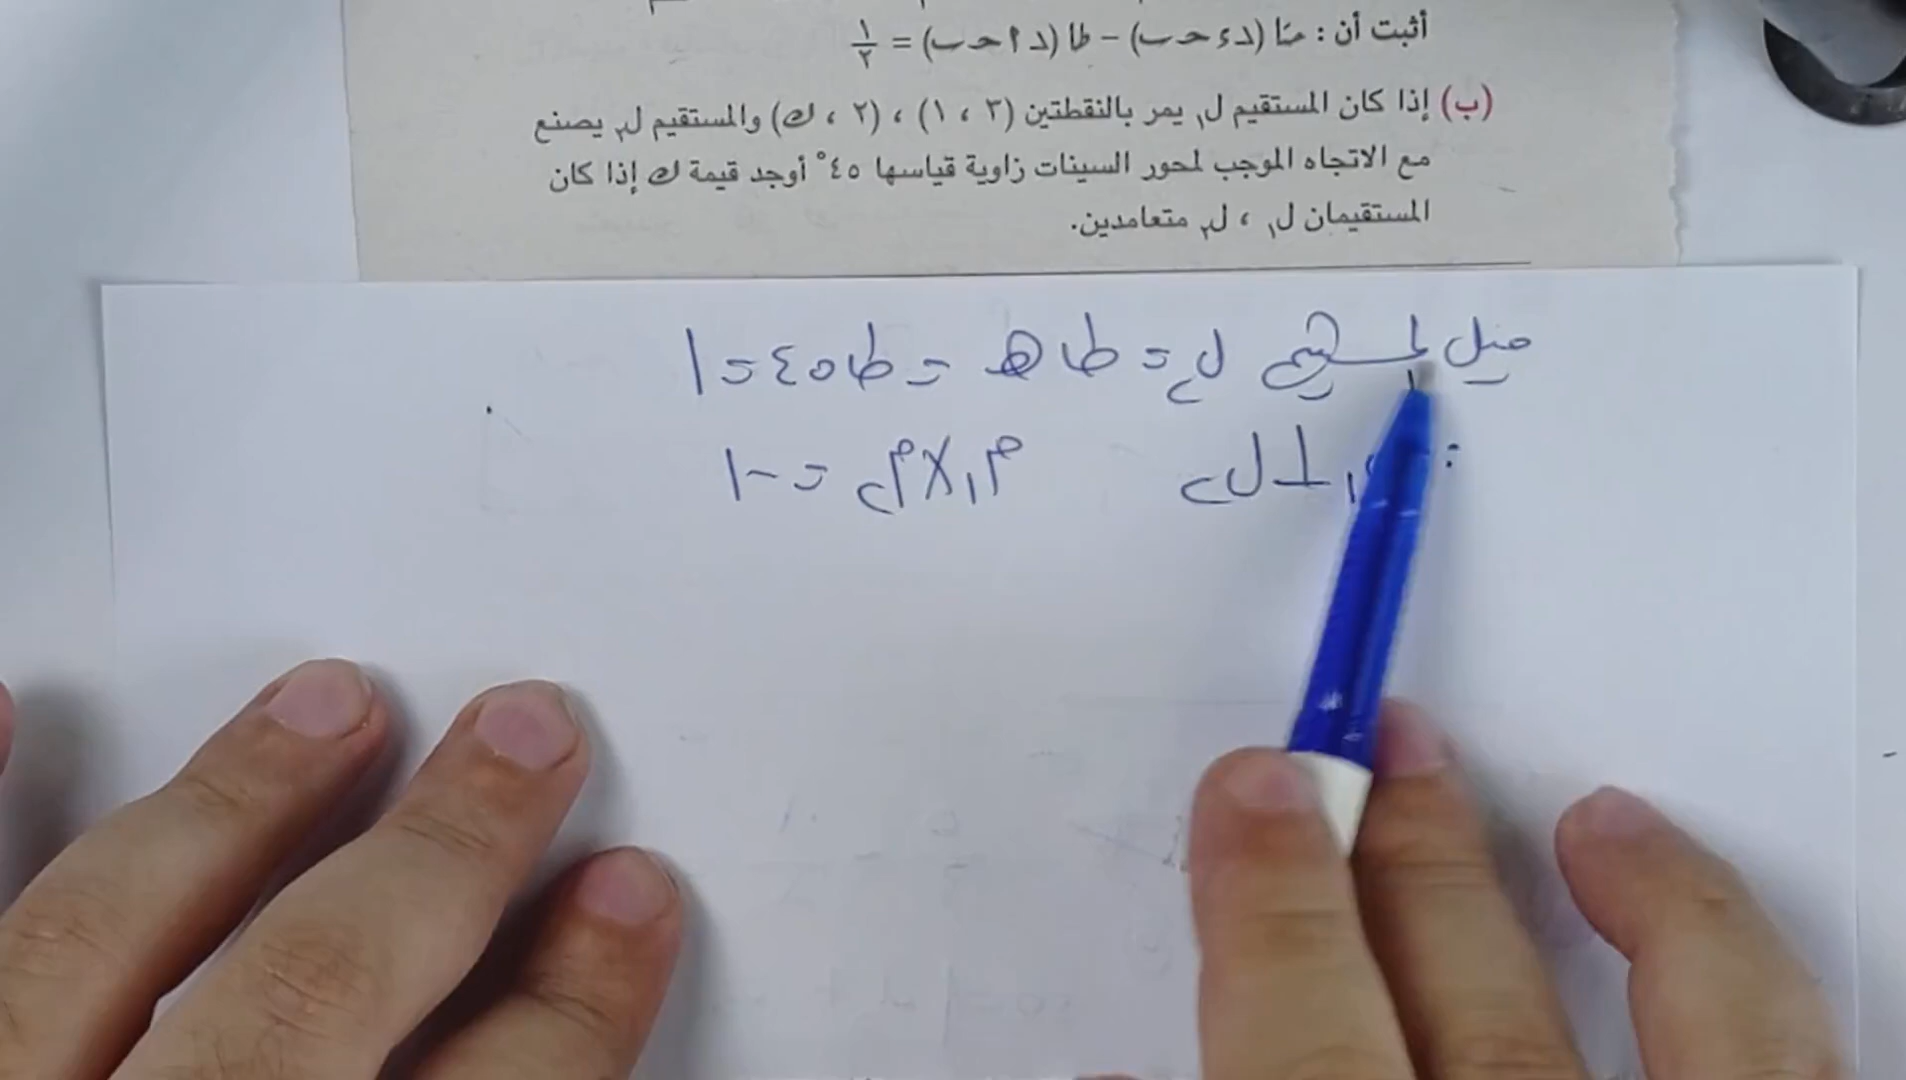 أثبت أن : حتا (د ء حـ ب) – طا (د ا حـ ب) = ١/٢
(ب) إذا كان المستقيم ل١ يمر بالنقطتين (٣ ، ١) ، (٢ ، ك) والمستقيم ل٢ يصنع
مع الاتجاه الموجب لمحور السينات زاوية قياسها ٤٥° أوجد قيمة ك إذا كان
المستقيمان ل١ ، ل٢ متعامدين.
ميل المستقيم ل٢ = طا هـ = طا ٤٥ = ١
⊥ ل٢ م١ × م٢ = -١